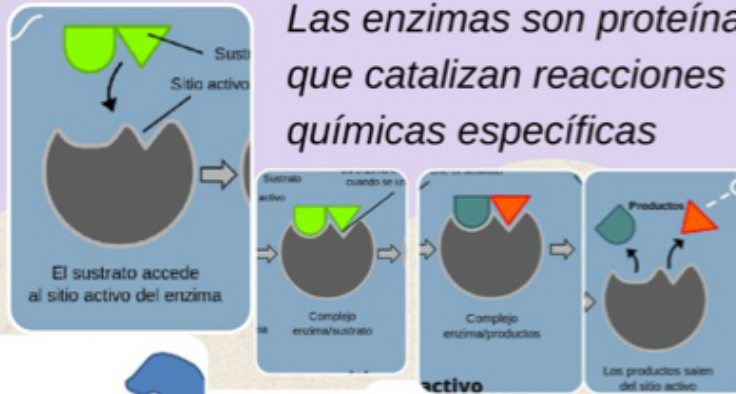 Las enzimas son proteína
que catalizan reacciones
químicas específicas
Sustr
Sitio activo
El sustrato accede
al sitio activo del enzima
Sustrato
activo
cuando se un
Complejo
enzima/sustrato
Complejo
enzima/productos
Productos
Los productos salen
del sitio activo
activo